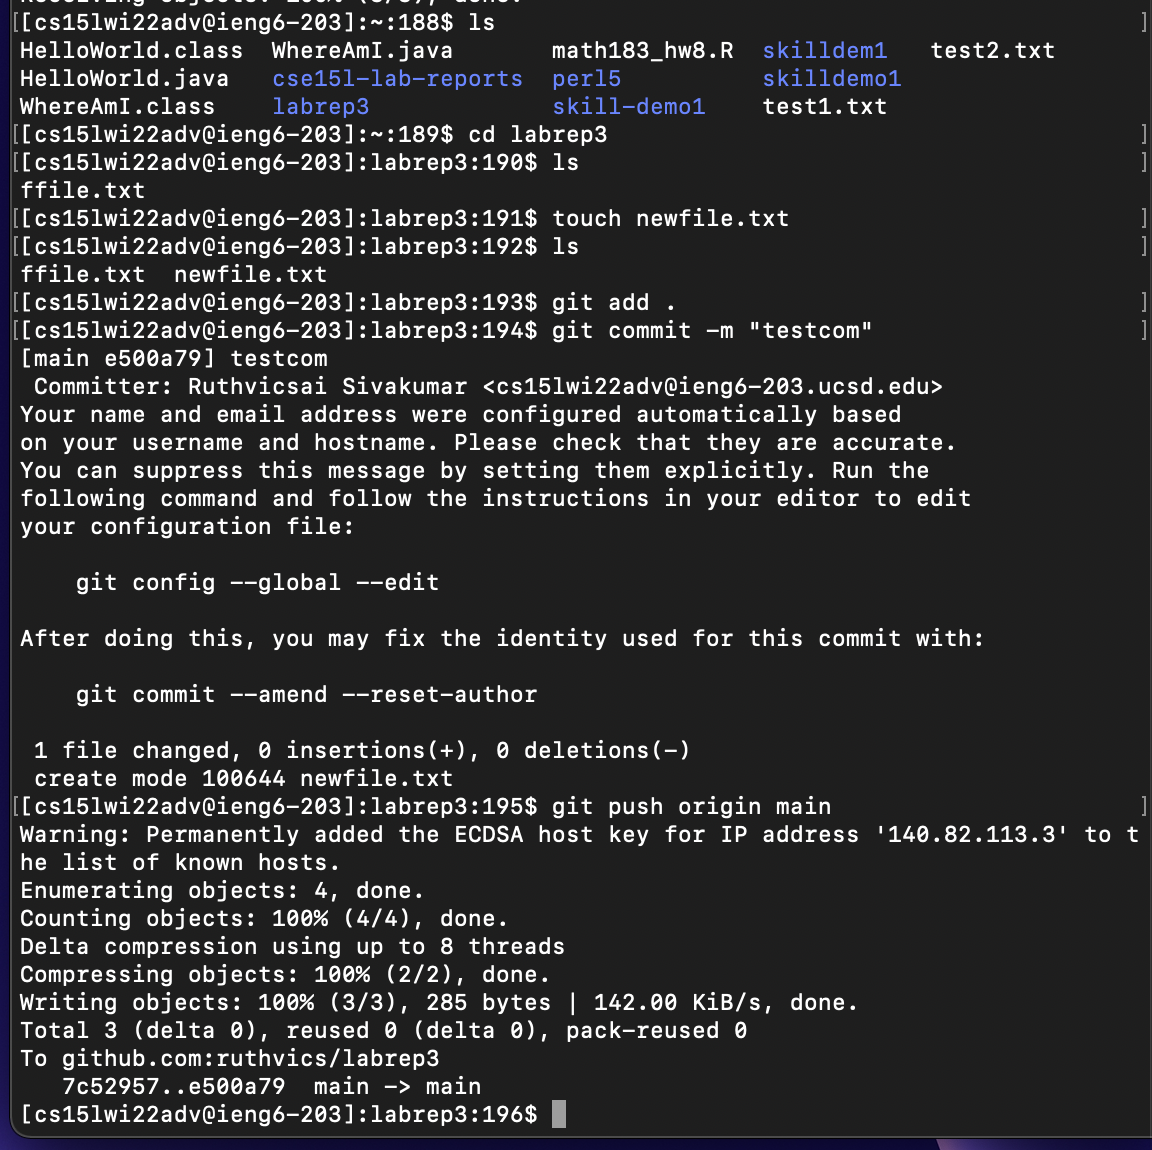 Receiving objects: 100% (3/3), done.
[[cs15lwi22adv@ieng6-203]:~:188$ ls ]
HelloWorld.class  WhereAmI.java       math183_hw8.R  skilldem1   test2.txt
HelloWorld.java   cse15l-lab-reports  perl5          skilldemo1
WhereAmI.class    labrep3             skill-demo1    test1.txt
[[cs15lwi22adv@ieng6-203]:~:189$ cd labrep3 ]
[[cs15lwi22adv@ieng6-203]:labrep3:190$ ls ]
ffile.txt
[[cs15lwi22adv@ieng6-203]:labrep3:191$ touch newfile.txt ]
[[cs15lwi22adv@ieng6-203]:labrep3:192$ ls ]
ffile.txt  newfile.txt
[[cs15lwi22adv@ieng6-203]:labrep3:193$ git add . ]
[[cs15lwi22adv@ieng6-203]:labrep3:194$ git commit -m "testcom" ]
[main e500a79] testcom
 Committer: Ruthvicsai Sivakumar <cs15lwi22adv@ieng6-203.ucsd.edu>
Your name and email address were configured automatically based
on your username and hostname. Please check that they are accurate.
You can suppress this message by setting them explicitly. Run the
following command and follow the instructions in your editor to edit
your configuration file:

    git config --global --edit

After doing this, you may fix the identity used for this commit with:

    git commit --amend --reset-author

 1 file changed, 0 insertions(+), 0 deletions(-)
 create mode 100644 newfile.txt
[[cs15lwi22adv@ieng6-203]:labrep3:195$ git push origin main ]
Warning: Permanently added the ECDSA host key for IP address '140.82.113.3' to t
he list of known hosts.
Enumerating objects: 4, done.
Counting objects: 100% (4/4), done.
Delta compression using up to 8 threads
Compressing objects: 100% (2/2), done.
Writing objects: 100% (3/3), 285 bytes | 142.00 KiB/s, done.
Total 3 (delta 0), reused 0 (delta 0), pack-reused 0
To github.com:ruthvics/labrep3
   7c52957..e500a79  main -> main
[cs15lwi22adv@ieng6-203]:labrep3:196$